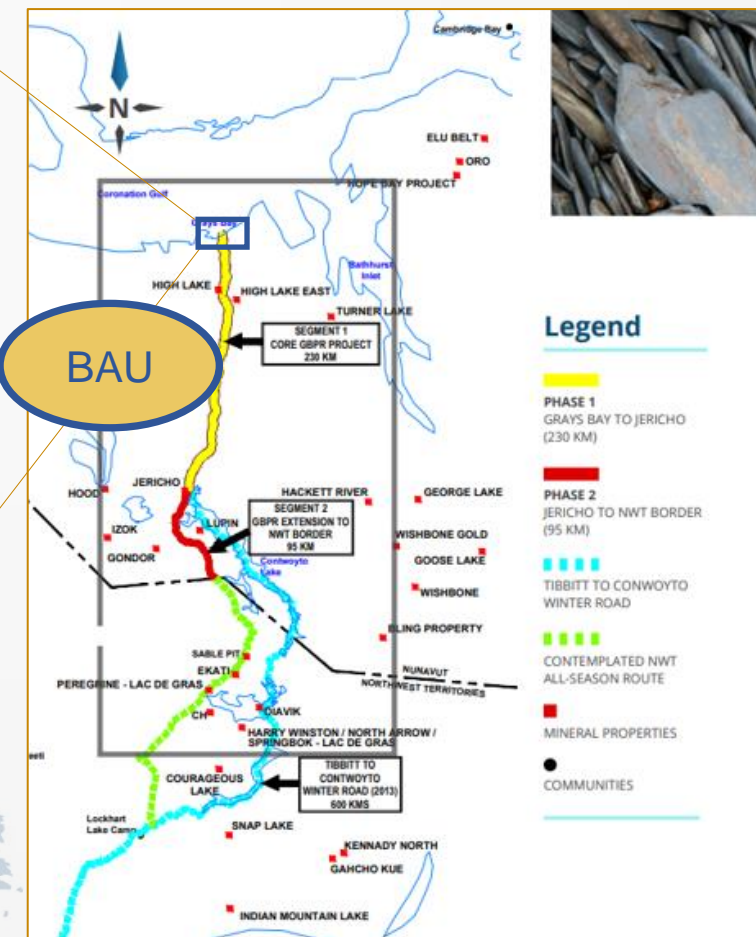 Cambridge Bay
N
ELU BELT
ORO
HOPE BAY PROJECT
Coronation Gulf
Grays Bay
Bathhurst
Inlet
HIGH LAKE
HIGH LAKE EAST
TURNER LAKE
SEGMENT 1
CORE GBPR PROJECT
230 KM
BAU
JERICHO
HOOD
HACKETT RIVER
GEORGE LAKE
SEGMENT 2
GBPR EXTENSION TO
NWT BORDER
95 KM
LUPIN
IZOK
GONDOR
WISHBONE GOLD
GOOSE LAKE
Contwoyto
Lake
WISHBONE
BLING PROPERTY
SABLE PIT
NUNAVUT
NORTHWEST TERRITORIES
EKATI
PEREGRINE - LAC DE GRAS
CH
DIAVIK
HARRY WINSTON / NORTH ARROW /
SPRINGBOK - LAC DE GRAS
eeti
TIBBITT TO
CONTWOYTO
WINTER ROAD (2013)
600 KMS
COURAGEOUS
LAKE
Lockhart
Lake Camp
SNAP LAKE
KENNADY NORTH
GAHCHO KUE
INDIAN MOUNTAIN LAKE
Legend
PHASE 1
GRAYS BAY TO JERICHO
(230 KM)
PHASE 2
JERICHO TO NWT BORDER
(95 KM)
TIBBITT TO CONWOYTO
WINTER ROAD
CONTEMPLATED NWT
ALL-SEASON ROUTE
MINERAL PROPERTIES
COMMUNITIES